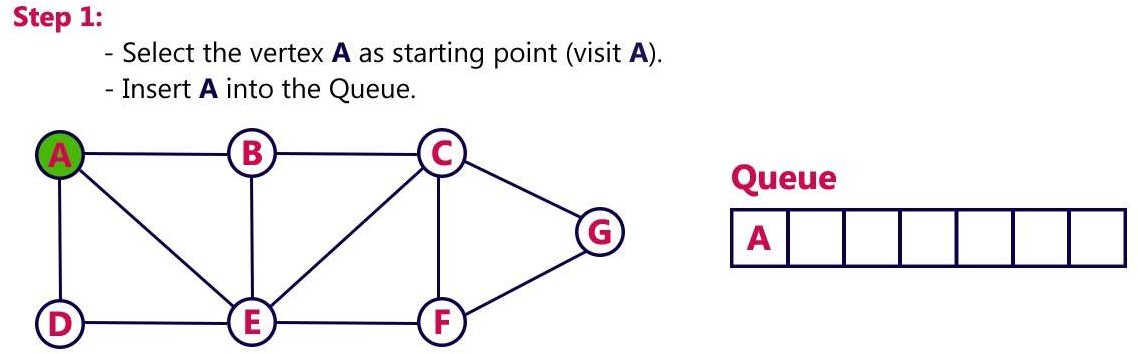 Step 1:
- Select the vertex A as starting point (visit A).
- Insert A into the Queue.
A B C
Queue
G
A
D E F